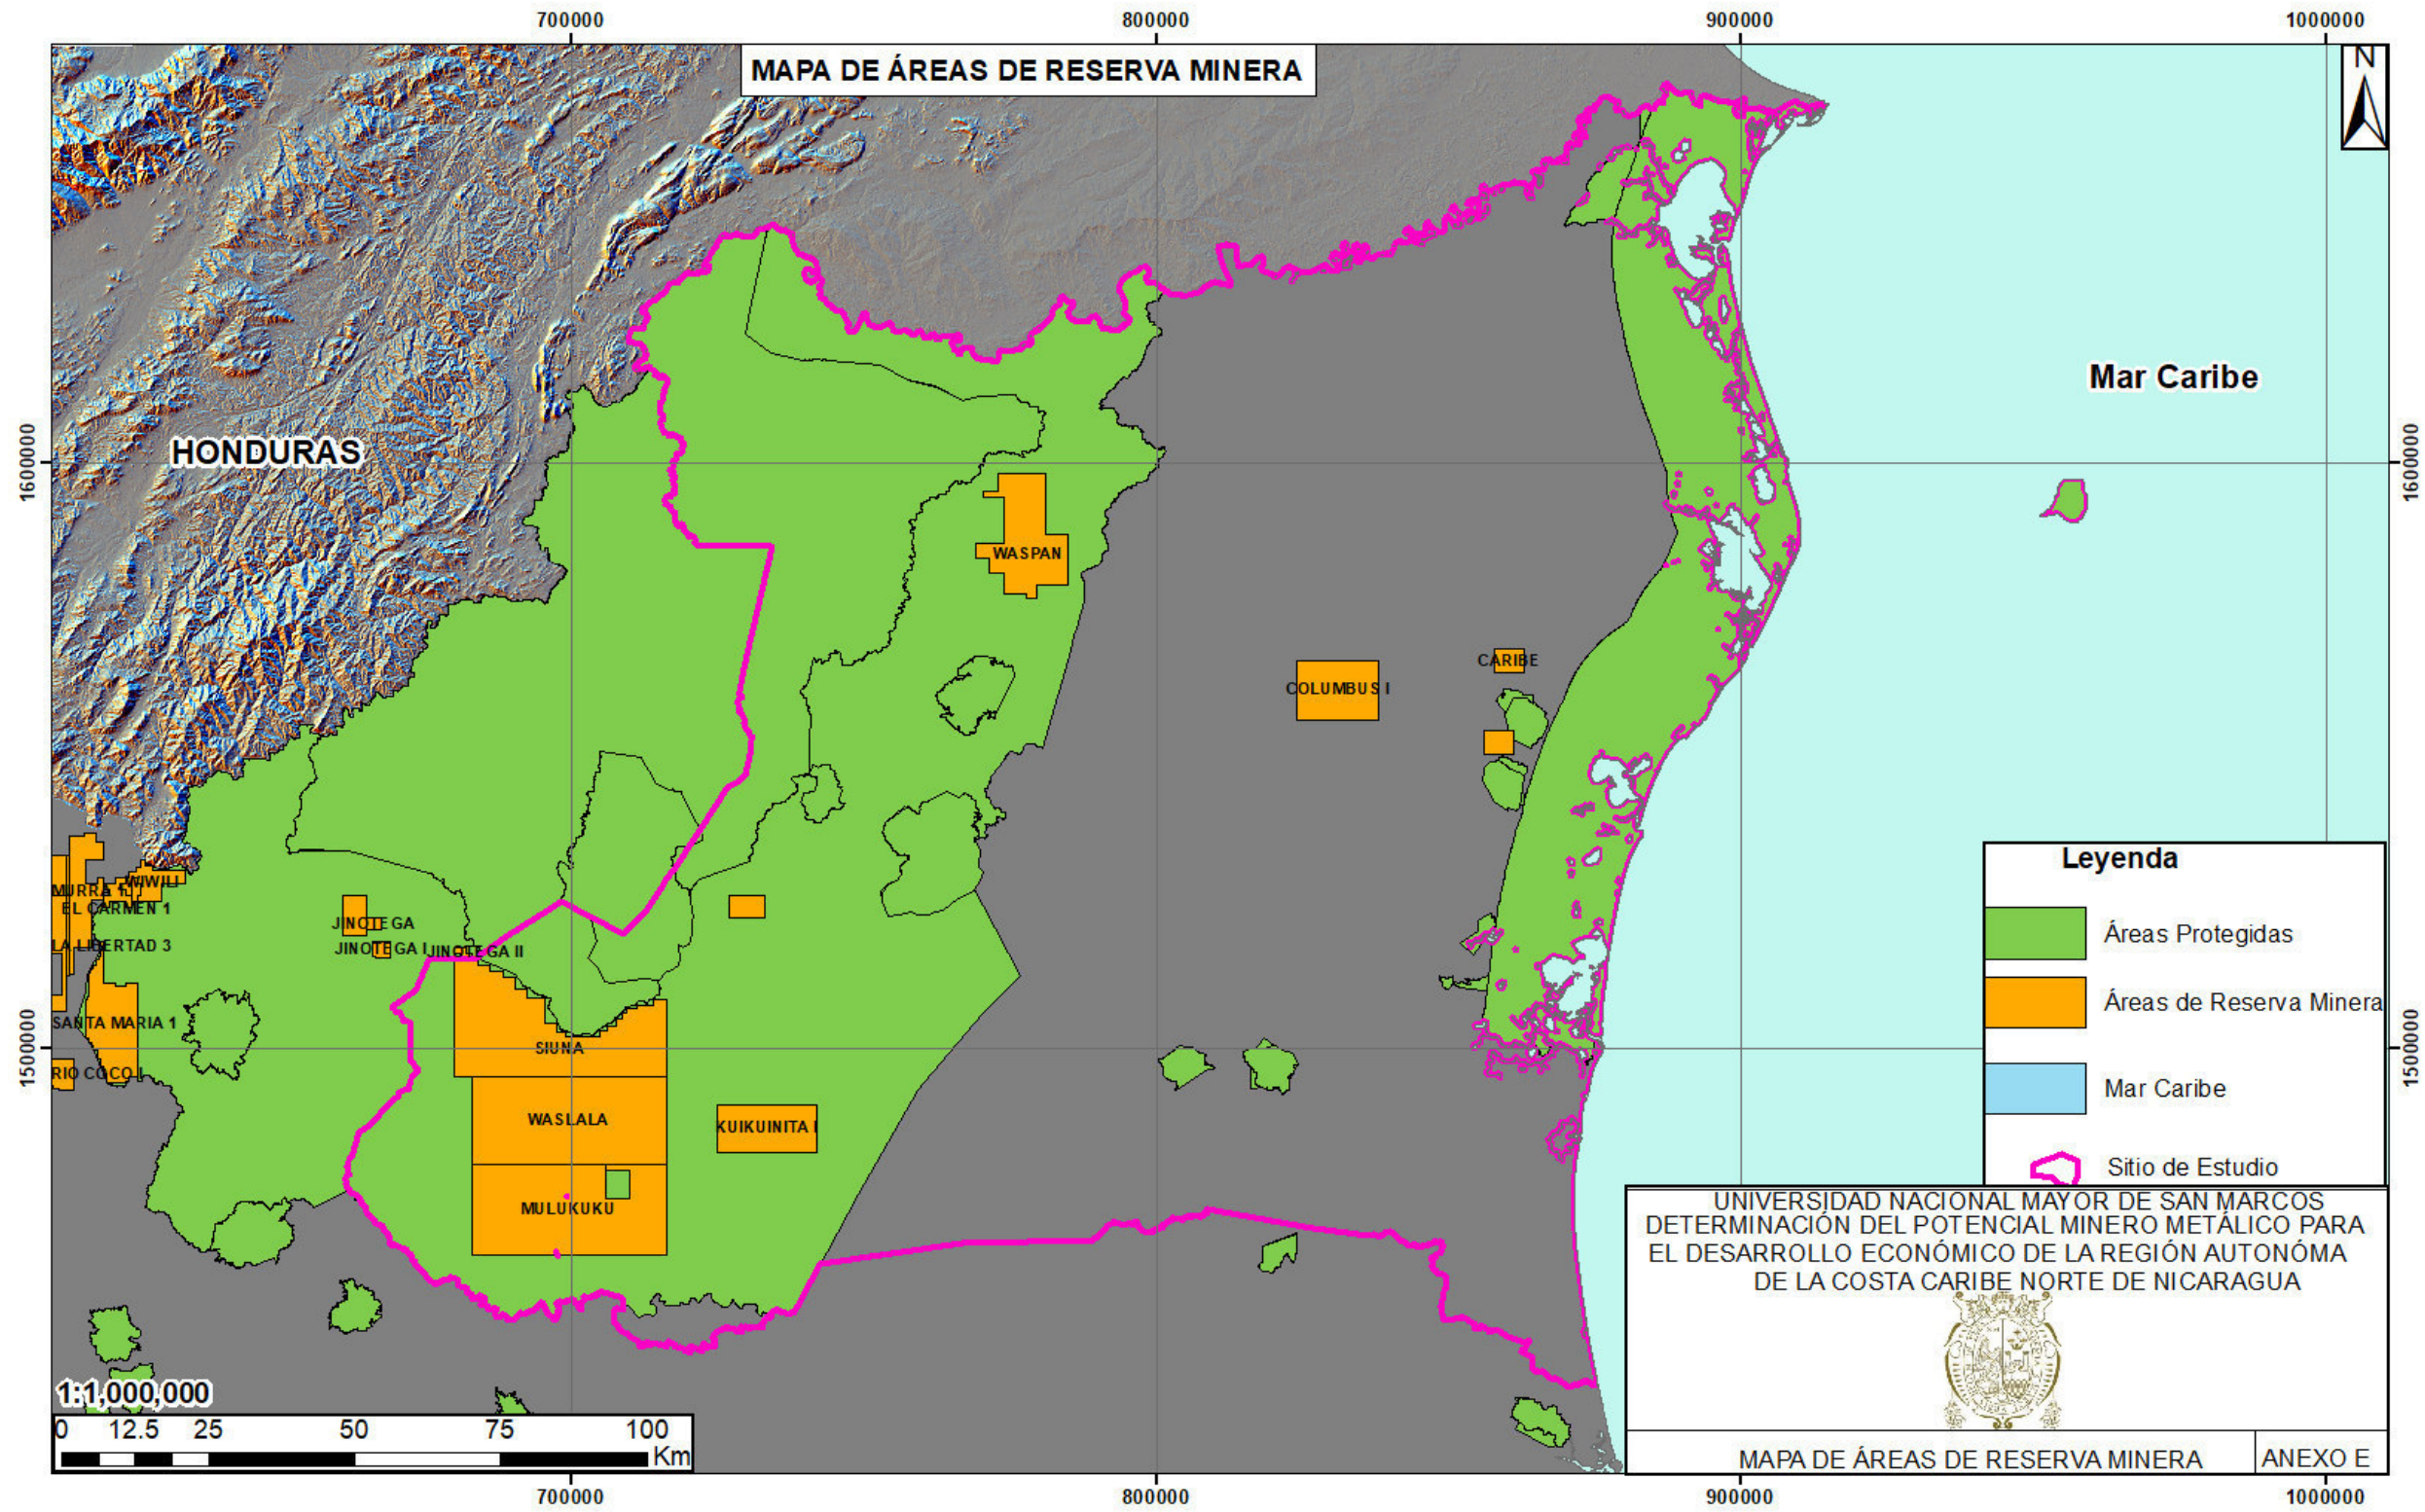 700000
800000
900000
1000000
MAPA DE ÁREAS DE RESERVA MINERA
N
Mar Caribe
HONDURAS
1600000
1600000
WASPAN
CARIBE
COLUMBUS I
WIWILI
MURRA 1
EL CARMEN 1
JINOTEGA
LA LIBERTAD 3
JINOTEGA I
JINOTEGA II
SANTA MARIA 1
SIUNA
1500000
1500000
RIO COCO I
WASLALA
KUIKUINITA I
MULUKUKU
Leyenda
Áreas Protegidas
Áreas de Reserva Minera
Mar Caribe
Sitio de Estudio
UNIVERSIDAD NACIONAL MAYOR DE SAN MARCOS
DETERMINACIÓN DEL POTENCIAL MINERO METÁLICO PARA
EL DESARROLLO ECONÓMICO DE LA REGIÓN AUTONÓMA
DE LA COSTA CARIBE NORTE DE NICARAGUA
1:1,000,000
0 12.5 25 50 75 100
Km
MAPA DE ÁREAS DE RESERVA MINERA
ANEXO E
700000
800000
900000
1000000